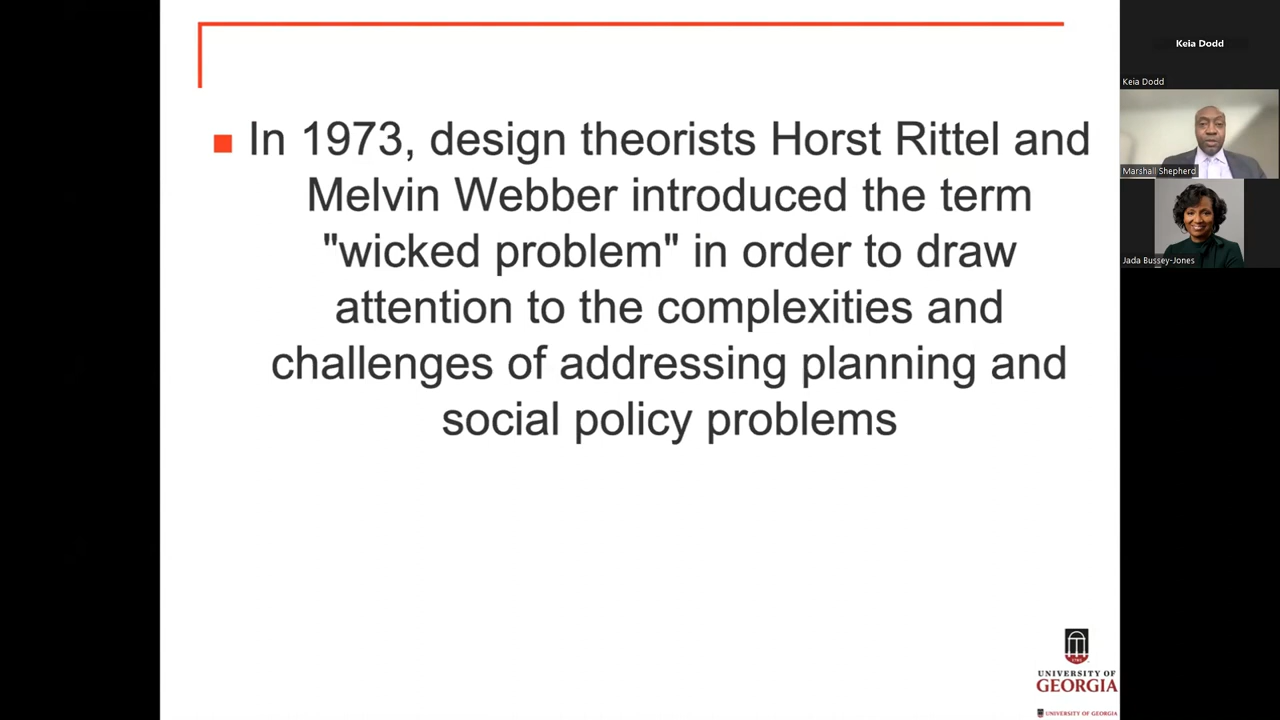 ■ In 1973, design theorists Horst Rittel and
Melvin Webber introduced the term
"wicked problem" in order to draw
attention to the complexities and
challenges of addressing planning and
social policy problems
UNIVERSITY OF
GEORGIA
UNIVERSITY OF GEORGIA
Keia Dodd
Keia Dodd
Marshall Shepherd
Jada Bussey-Jones